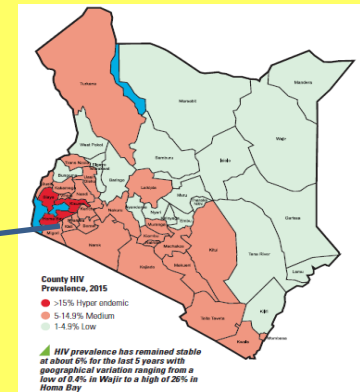 Turkana
Marsabit
Mandera
Wajir
West Pokot
Samburu
Isiolo
Baringo
Laikipia
Meru
Garissa
Nyeri
Nakuru
Narok
Kitui
Tana River
Machakos
Makueni
Kajiado
Lamu
Taita Taveta
Kilifi
Kwale
Mombasa
Migori
County HIV
Prevalence, 2015
>15% Hyper endemic
5-14.9% Medium
1-4.9% Low
HIV prevalence has remained stable
at about 6% for the last 5 years with
geographical variation ranging from a
low of 0.4% in Wajir to a high of 26% in
Homa Bay